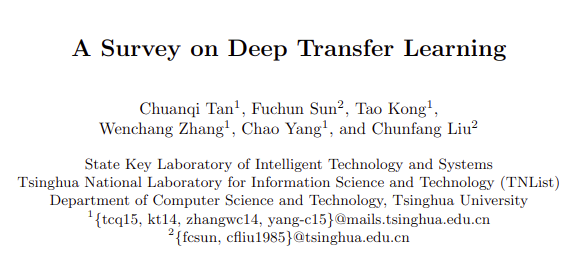 A Survey on Deep Transfer Learning
Chuanqi Tan¹, Fuchun Sun², Tao Kong¹,
Wenchang Zhang¹, Chao Yang¹, and Chunfang Liu²
State Key Laboratory of Intelligent Technology and Systems
Tsinghua National Laboratory for Information Science and Technology (TNList)
Department of Computer Science and Technology, Tsinghua University
¹{tcq15, kt14, zhangwc14, yang-c15}@mails.tsinghua.edu.cn
²{fcsun, cfliu1985}@tsinghua.edu.cn